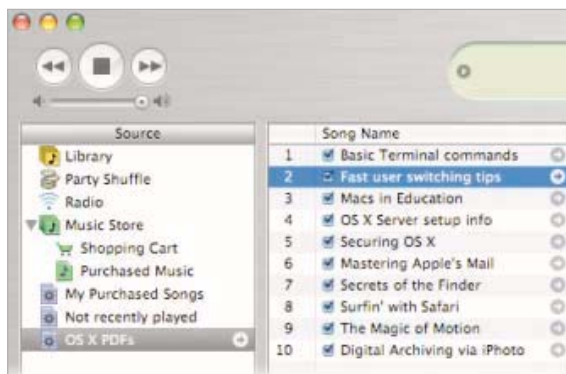 Source
Library
Party Shuffle
Radio
Music Store
Shopping Cart
Purchased Music
My Purchased Songs
Not recently played
OS X PDFs
Song Name
1 Basic Terminal commands
2 Fast user switching tips
3 Macs in Education
4 OS X Server setup info
5 Securing OS X
6 Mastering Apple's Mail
7 Secrets of the Finder
8 Surfin' with Safari
9 The Magic of Motion
10 Digital Archiving via iPhoto